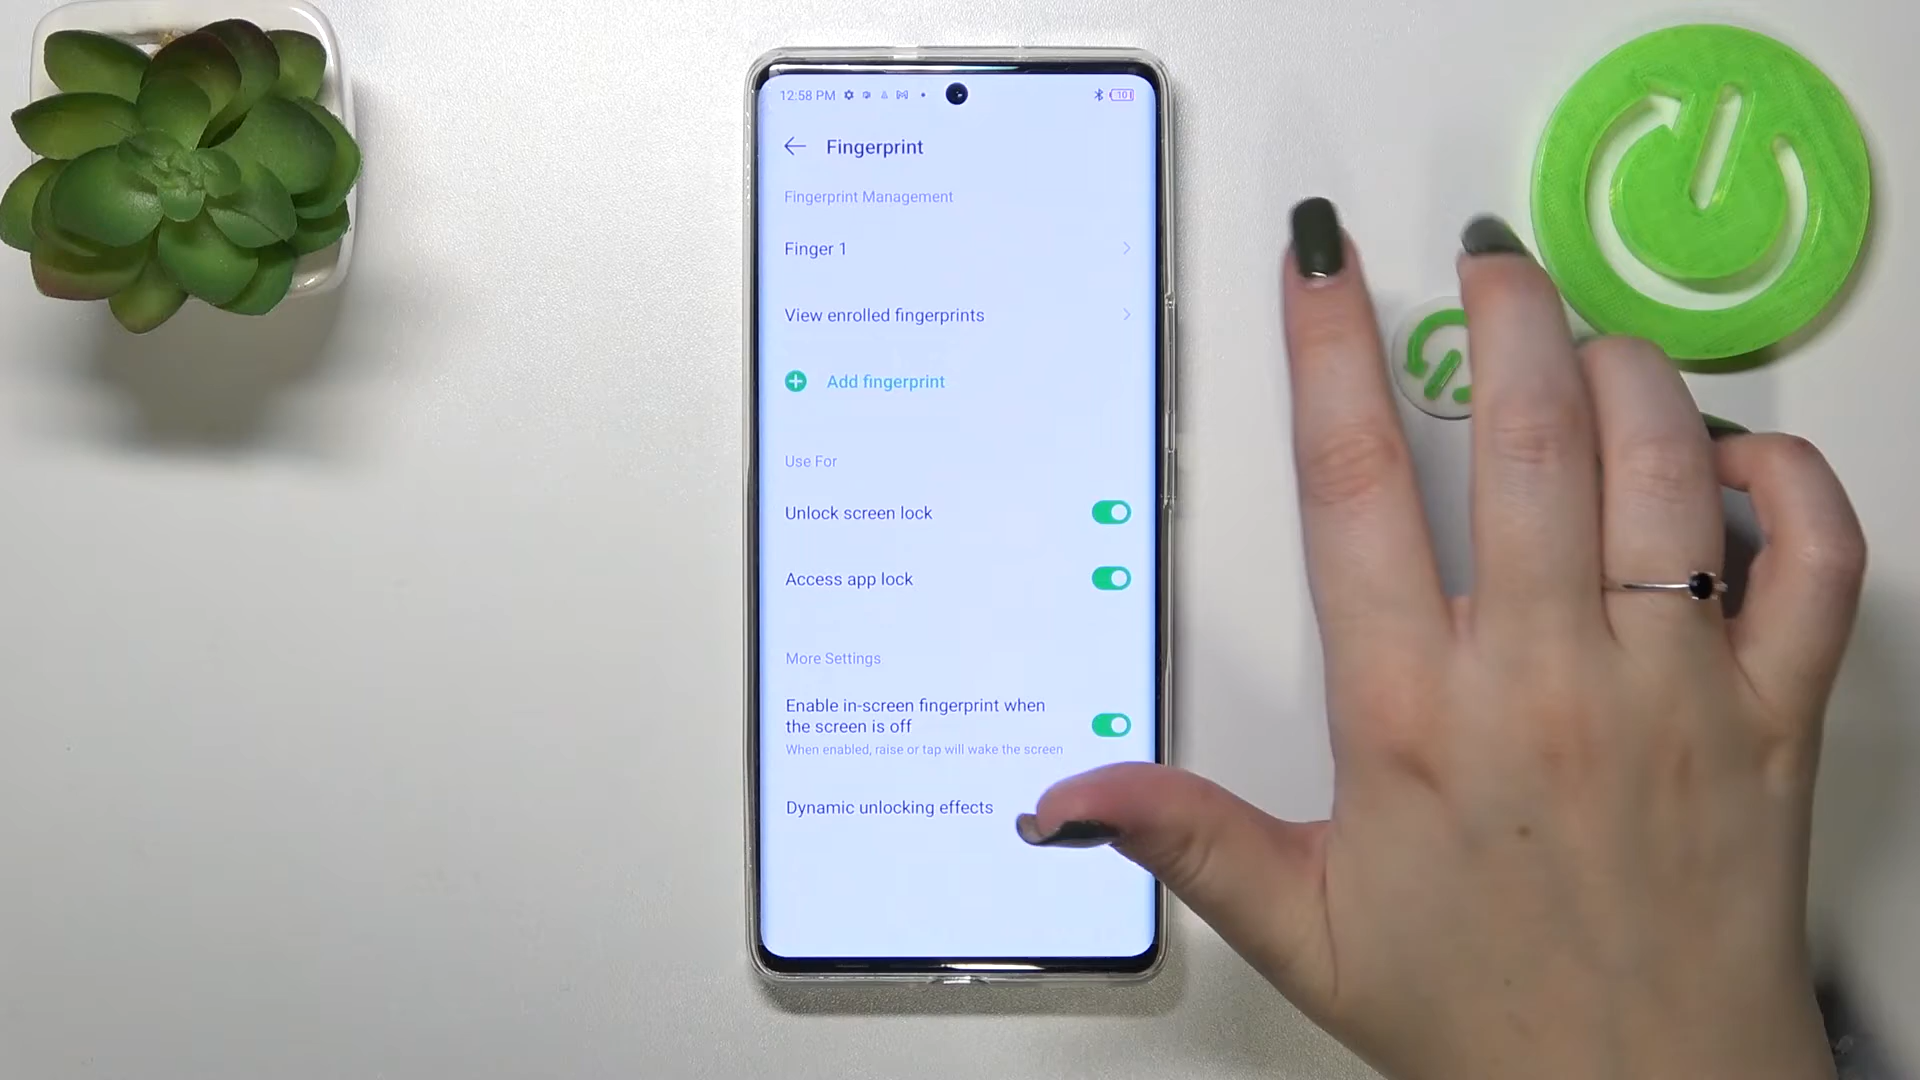 12:58 PM
10
Fingerprint
Fingerprint Management
Finger 1
View enrolled fingerprints
Add fingerprint
Use For
Unlock screen lock
Access app lock
More Settings
Enable in-screen fingerprint when
the screen is off
When enabled, raise or tap will wake the screen
Dynamic unlocking effects